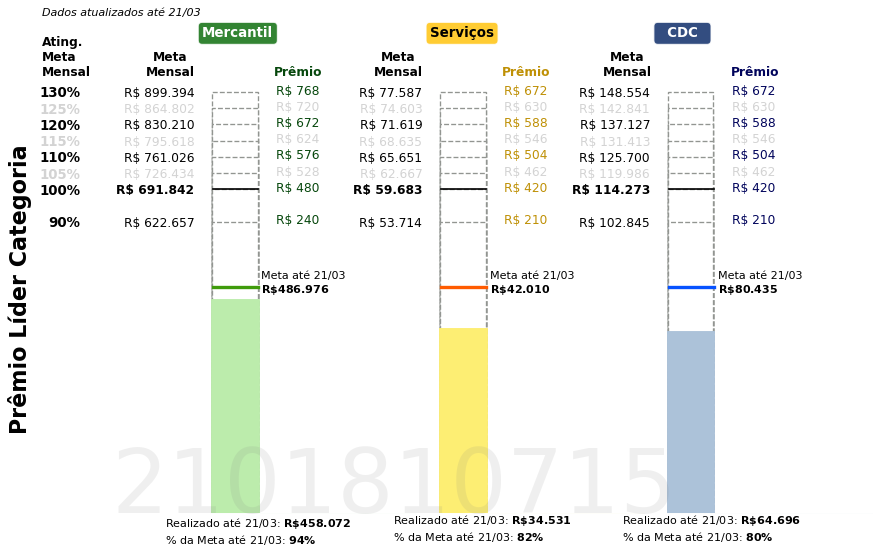 Dados atualizados até 21/03
Mercantil Serviços CDC
Ating. Meta Mensal
Meta Mensal Prêmio Meta Mensal Prêmio Meta Mensal Prêmio
130% R$ 899.394 R$ 768 R$ 77.587 R$ 672 R$ 148.554 R$ 672
125% R$ 864.802 R$ 720 R$ 74.603 R$ 630 R$ 142.841 R$ 630
120% R$ 830.210 R$ 672 R$ 71.619 R$ 588 R$ 137.127 R$ 588
115% R$ 795.618 R$ 624 R$ 68.635 R$ 546 R$ 131.413 R$ 546
110% R$ 761.026 R$ 576 R$ 65.651 R$ 504 R$ 125.700 R$ 504
105% R$ 726.434 R$ 528 R$ 62.667 R$ 462 R$ 119.986 R$ 462
100% R$ 691.842 R$ 480 R$ 59.683 R$ 420 R$ 114.273 R$ 420
90% R$ 622.657 R$ 240 R$ 53.714 R$ 210 R$ 102.845 R$ 210
Prêmio Líder Categoria
Meta até 21/03 Meta até 21/03 Meta até 21/03
R$486.976 R$42.010 R$80.435
2101810715
Realizado até 21/03: R$458.072 Realizado até 21/03: R$34.531 Realizado até 21/03: R$64.696
% da Meta até 21/03: 94% % da Meta até 21/03: 82% % da Meta até 21/03: 80%